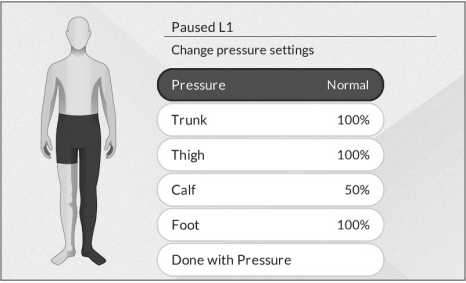 Paused L1
Change pressure settings
Pressure Normal
Trunk 100%
Thigh 100%
Calf 50%
Foot 100%
Done with Pressure